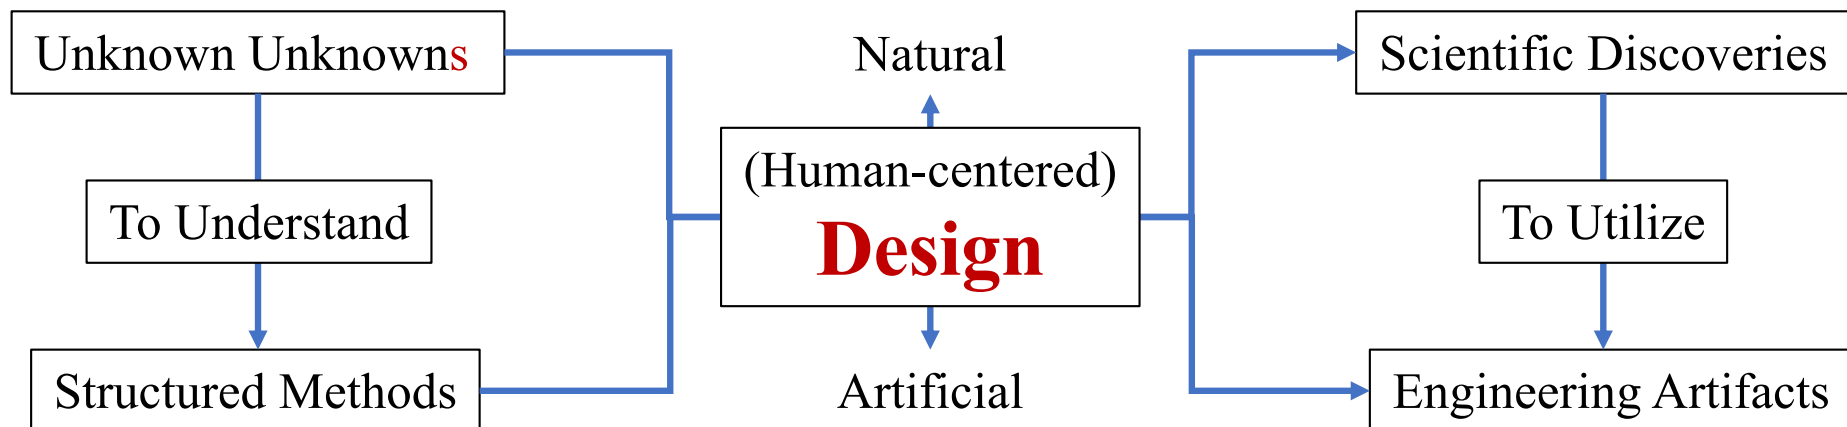 Unknown Unknowns
To Understand
Structured Methods
Natural
(Human-centered)
Design
Artificial
Scientific Discoveries
To Utilize
Engineering Artifacts